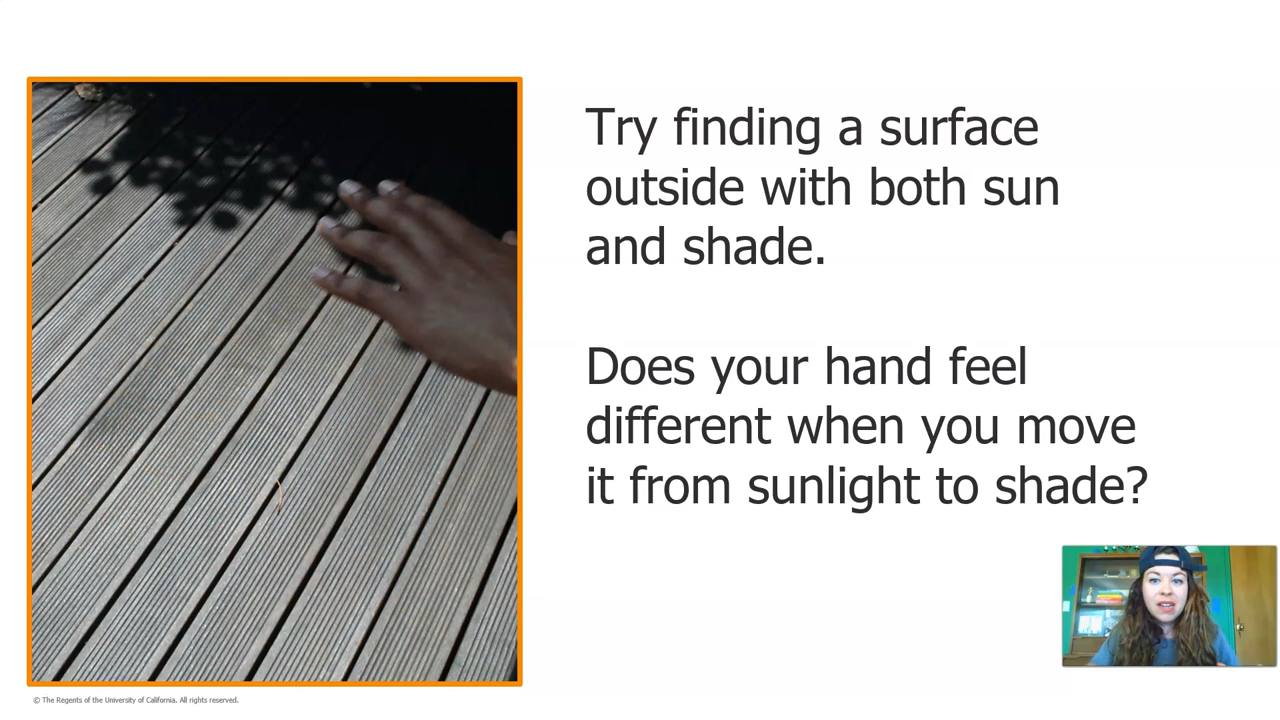 Try finding a surface
outside with both sun
and shade.
Does your hand feel
different when you move
it from sunlight to shade?
© The Regents of the University of California. All rights reserved.